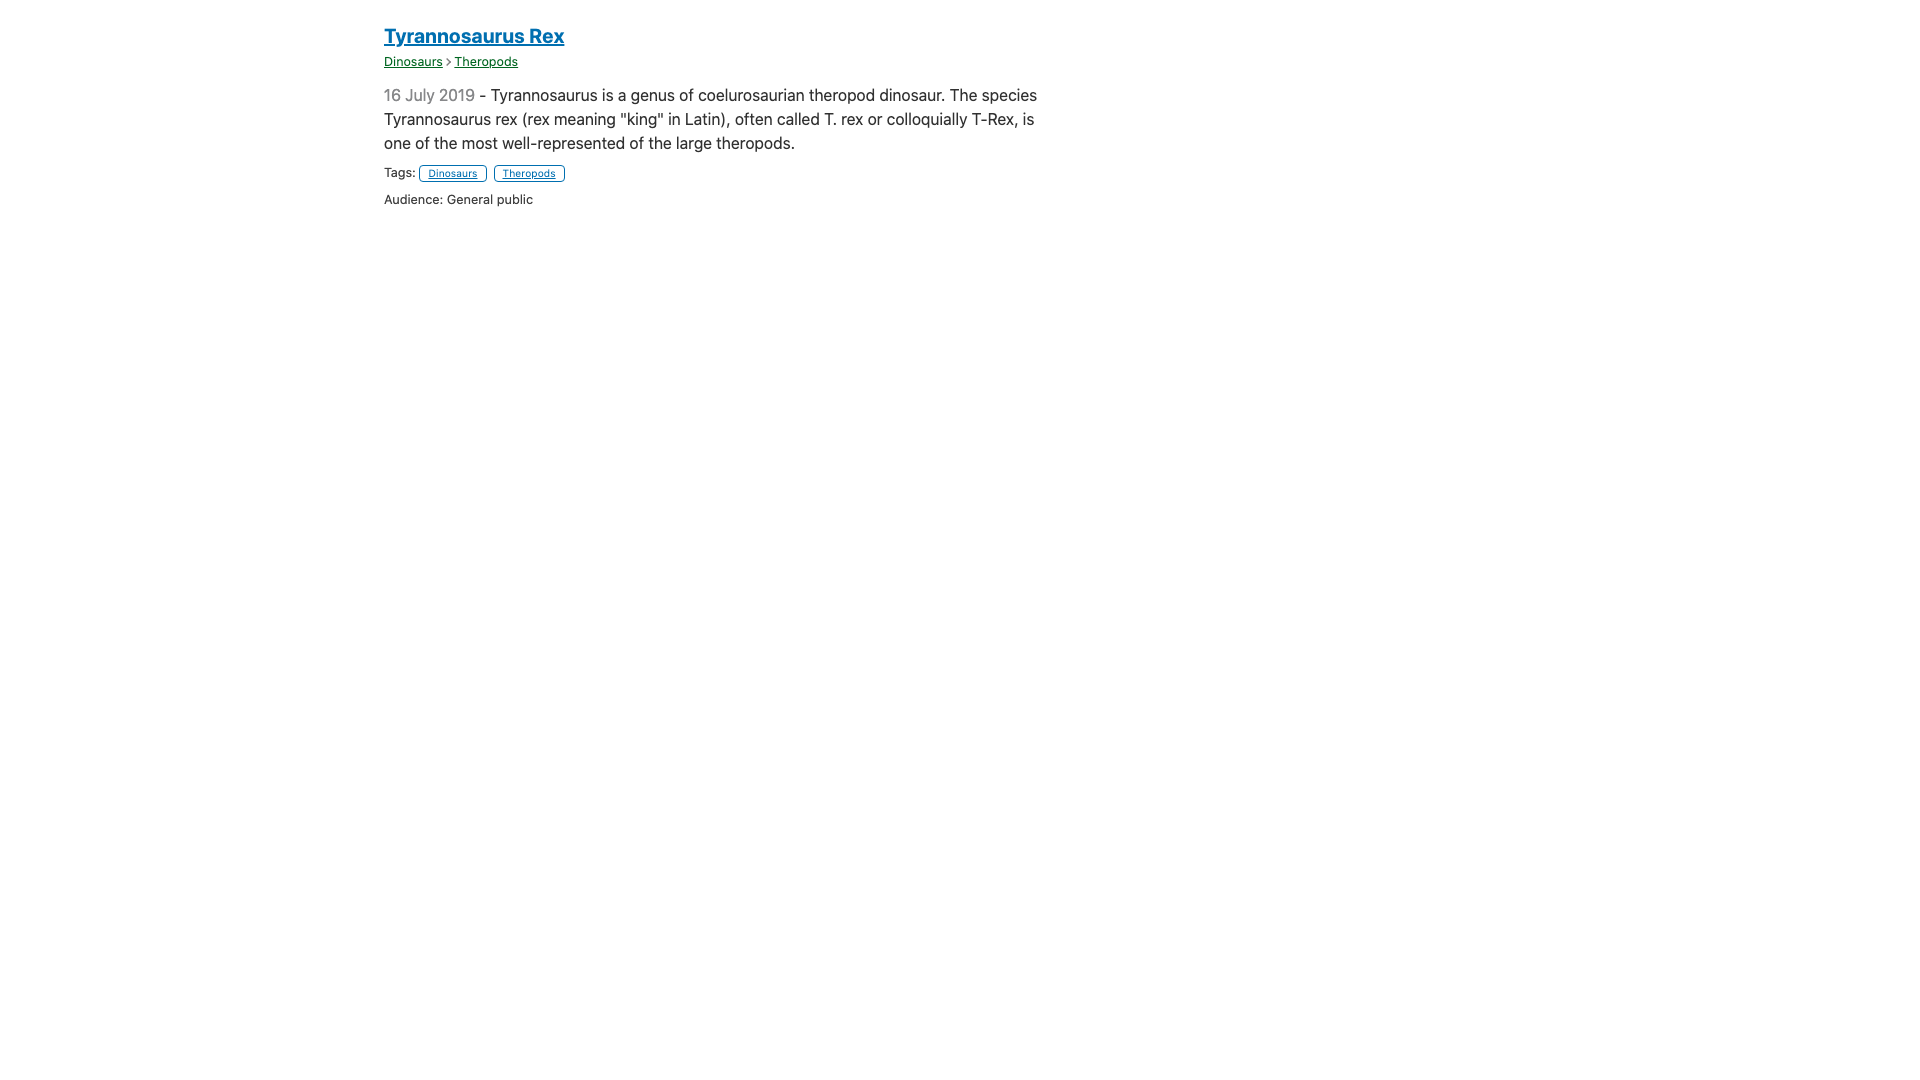 Tyrannosaurus Rex
Dinosaurs > Theropods
16 July 2019 - Tyrannosaurus is a genus of coelurosaurian theropod dinosaur. The species
Tyrannosaurus rex (rex meaning "king" in Latin), often called T. rex or colloquially T-Rex, is
one of the most well-represented of the large theropods.
Tags: Dinosaurs Theropods
Audience: General public